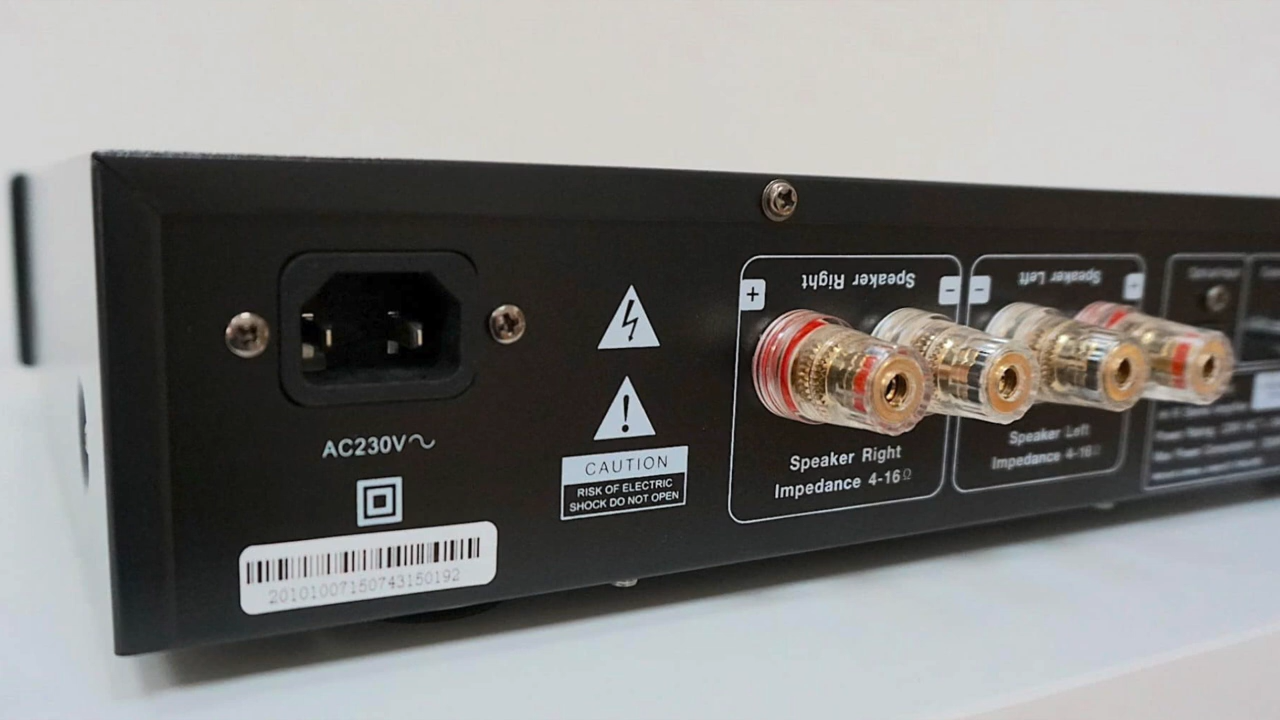 AC230V~
20101007150743150192
CAUTION
RISK OF ELECTRIC
SHOCK DO NOT OPEN
+
Speaker Right
−
Speaker Right
Impedance 4-16Ω
−
Speaker Left
+
Speaker Left
Impedance 4-16Ω